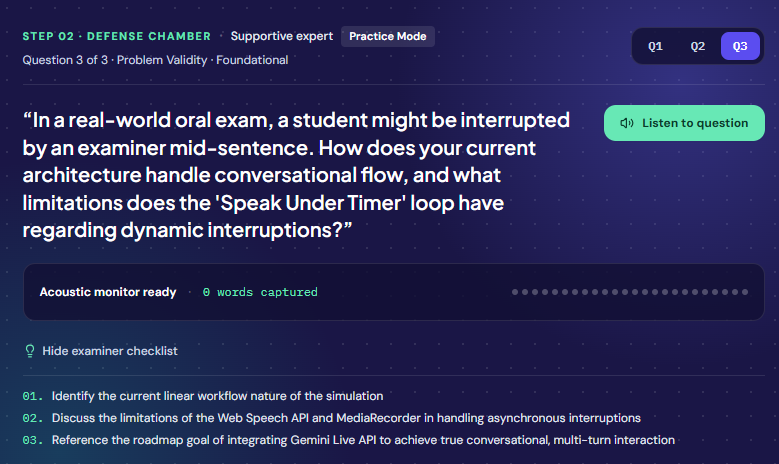 STEP 02 · DEFENSE CHAMBER · Supportive expert Practice Mode
Question 3 of 3 · Problem Validity · Foundational
Q1 Q2 Q3
“In a real-world oral exam, a student might be interrupted
by an examiner mid-sentence. How does your current
architecture handle conversational flow, and what
limitations does the 'Speak Under Timer' loop have
regarding dynamic interruptions?”
Listen to question
Acoustic monitor ready · 0 words captured
Hide examiner checklist
01. Identify the current linear workflow nature of the simulation
02. Discuss the limitations of the Web Speech API and MediaRecorder in handling asynchronous interruptions
03. Reference the roadmap goal of integrating Gemini Live API to achieve true conversational, multi-turn interaction